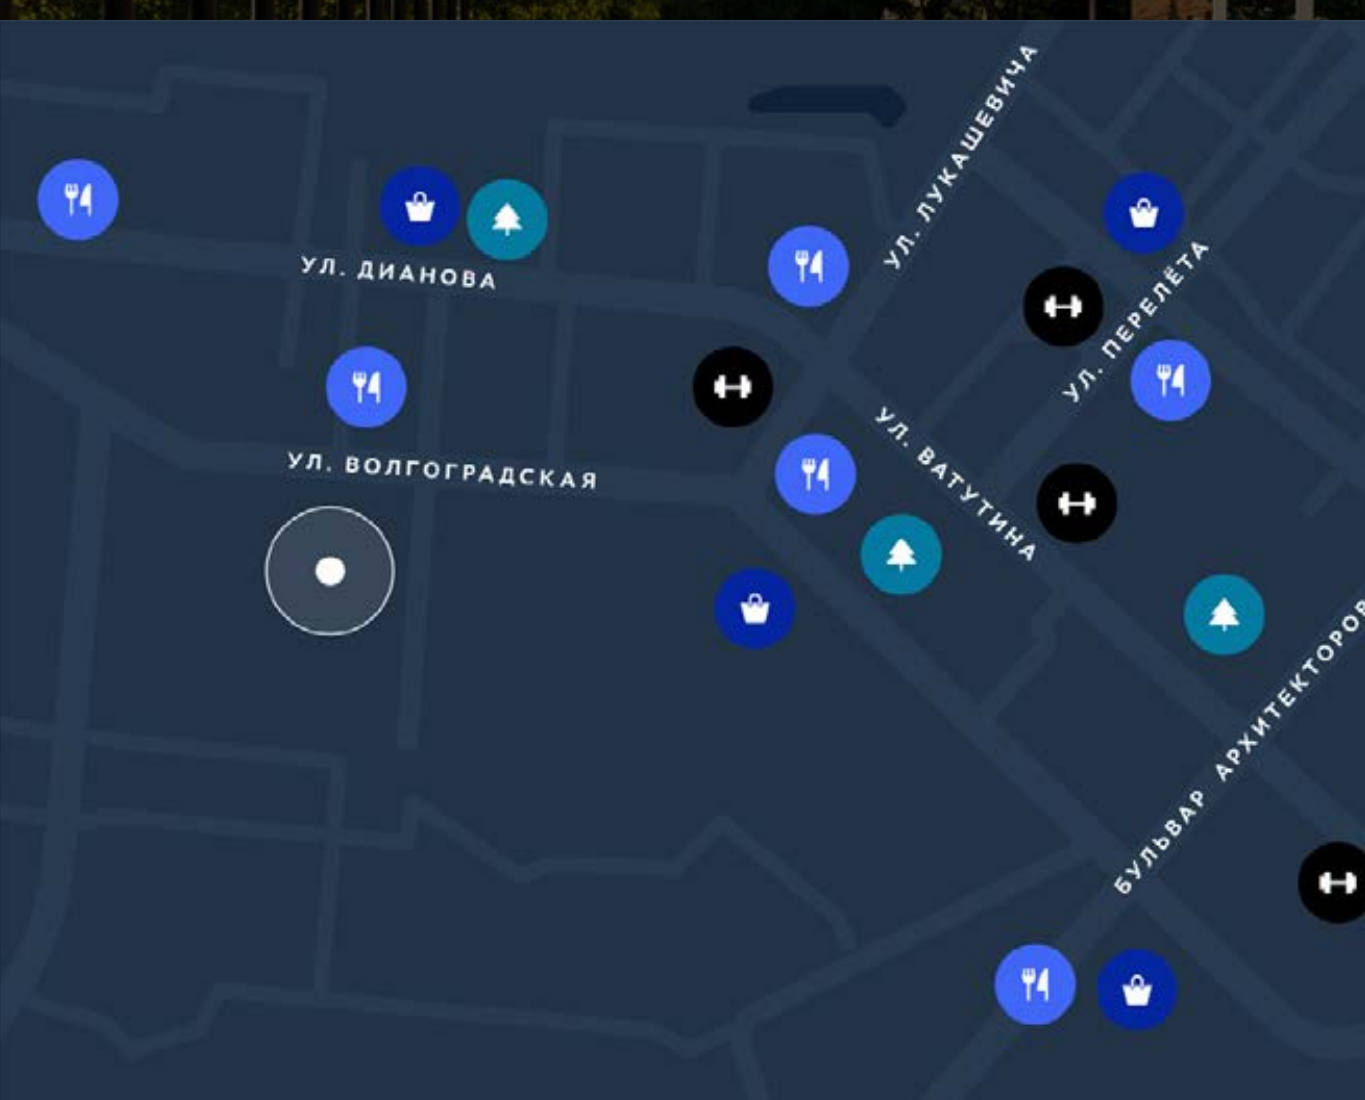 УЛ. ЛУКАШЕВИЧА
УЛ. ДИАНОВА
УЛ. ПЕРЕЛЁТА
УЛ. ВАТУТИНА
УЛ. ВОЛГОГРАДСКАЯ
БУЛЬВАР АРХИТЕКТОРОВ